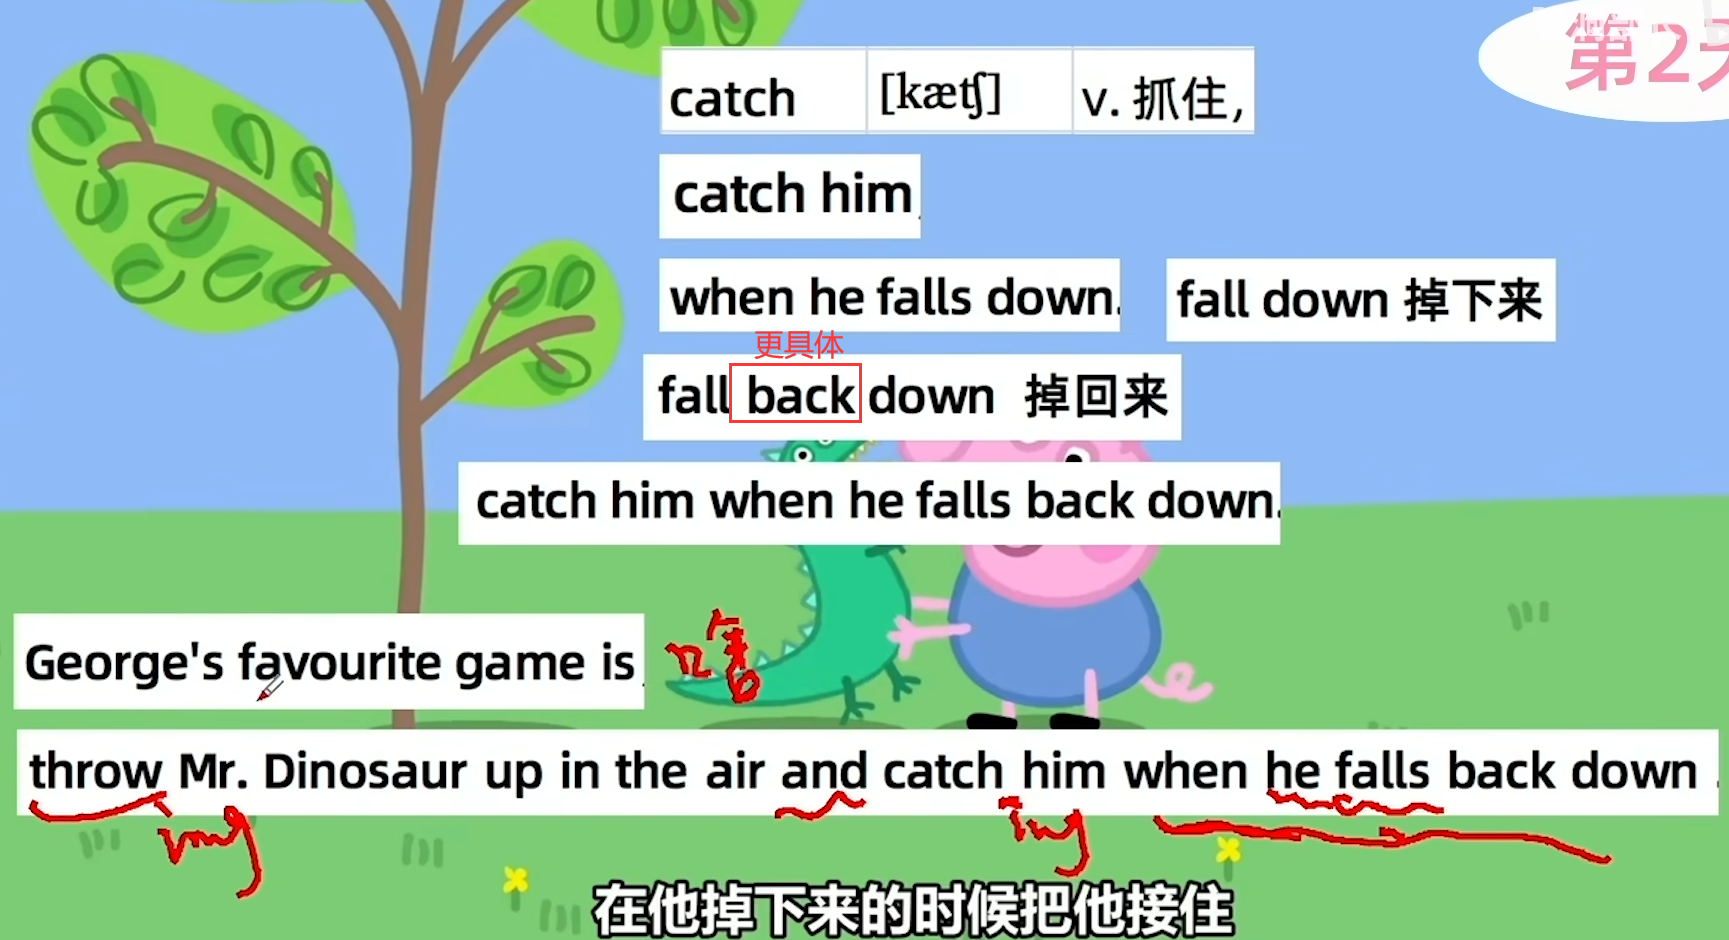 第2天
catch [kætʃ] v. 抓住,
catch him
when he falls down. fall down 掉下来
更具体
fall back down 掉回来
catch him when he falls back down.
George's favourite game is
throw Mr. Dinosaur up in the air and catch him when he falls back down.
ing ing
在他掉下来的时候把他接住